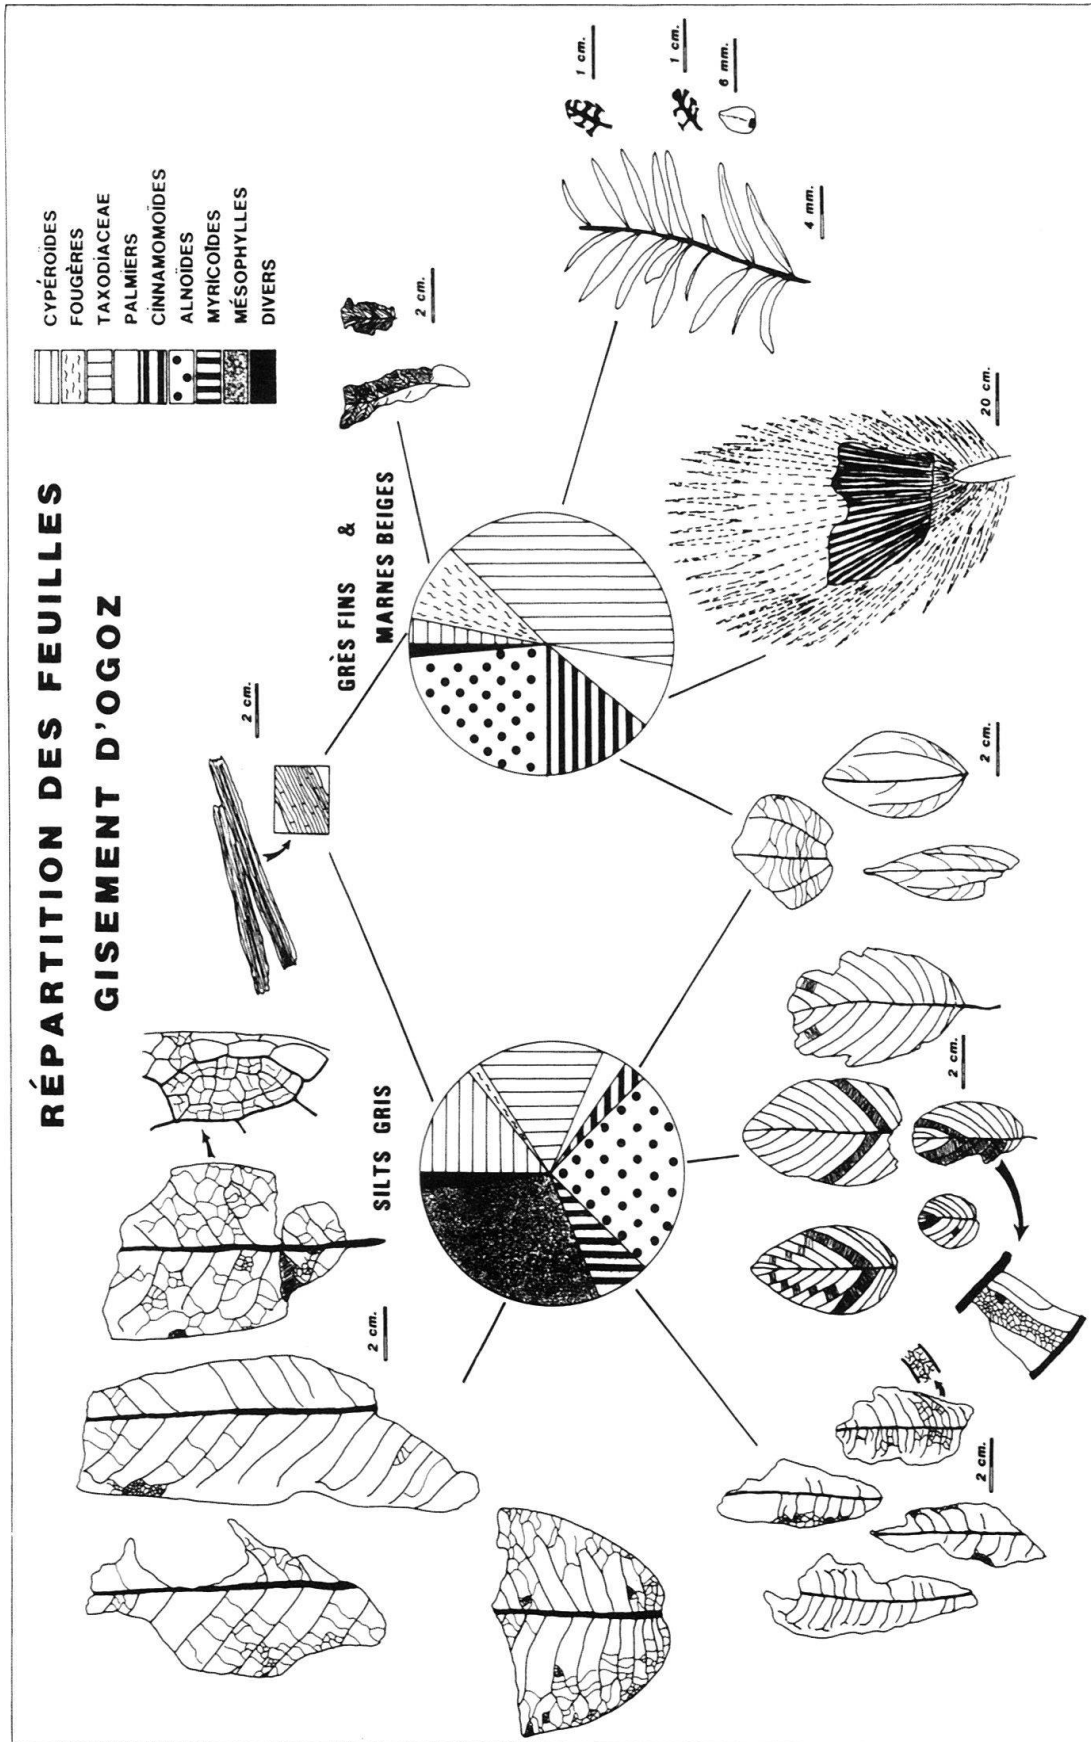 RÉPARTITION DES FEUILLES
GISEMENT D'OGOZ
CYPÉROÏDES
FOUGÈRES
TAXODIACEAE
PALMIERS
CINNAMOMOÏDES
ALNOÏDES
MYRICOÏDES
MÉSOPHYLLES
DIVERS
SILTS GRIS
GRÈS FINS &
MARNES BEIGES
2 cm.
2 cm.
2 cm.
1 cm.
1 cm.
6 mm.
4 mm.
20 cm.
2 cm.
2 cm.
2 cm.